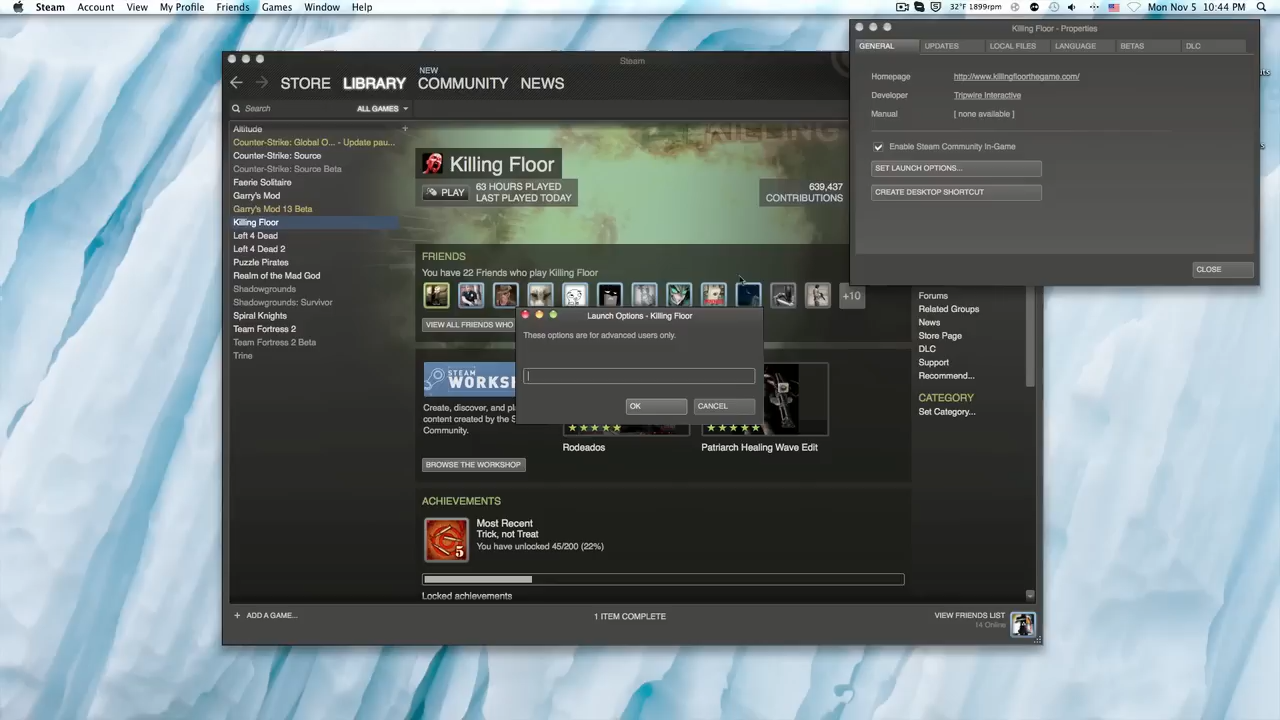 Steam Account View My Profile Friends Games Window Help
32°F 1899rpm
Mon Nov 5 10:44 PM
Steam
STORE LIBRARY COMMUNITY NEWS
NEW
Search
ALL GAMES
Altitude
Counter-Strike: Global O... - Update pau...
Counter-Strike: Source
Counter-Strike: Source Beta
Faerie Solitaire
Garry's Mod
Garry's Mod 13 Beta
Killing Floor
Left 4 Dead
Left 4 Dead 2
Puzzle Pirates
Realm of the Mad God
Shadowgrounds
Shadowgrounds: Survivor
Spiral Knights
Team Fortress 2
Team Fortress 2 Beta
Trine
+ ADD A GAME...
KILLING
Killing Floor
PLAY
63 HOURS PLAYED
LAST PLAYED TODAY
639,437
CONTRIBUTIONS
FRIENDS
You have 22 Friends who play Killing Floor
+10
VIEW ALL FRIENDS WHO
STEAM
WORKS
Create, discover, and pl
content created by the S
Community.
BROWSE THE WORKSHOP
Rodeados
Patriarch Healing Wave Edit
ACHIEVEMENTS
5
Most Recent
Trick, not Treat
You have unlocked 45/200 (22%)
Locked achievements
1 ITEM COMPLETE
VIEW FRIENDS LIST
14 Online
Forums
Related Groups
News
Store Page
DLC
Support
Recommend...
CATEGORY
Set Category...
Launch Options - Killing Floor
These options are for advanced users only.
OK
CANCEL
Killing Floor - Properties
GENERAL UPDATES LOCAL FILES LANGUAGE BETAS DLC
Homepage http://www.killingfloorthegame.com/
Developer Tripwire Interactive
Manual [ none available ]
Enable Steam Community In-Game
SET LAUNCH OPTIONS...
CREATE DESKTOP SHORTCUT
CLOSE